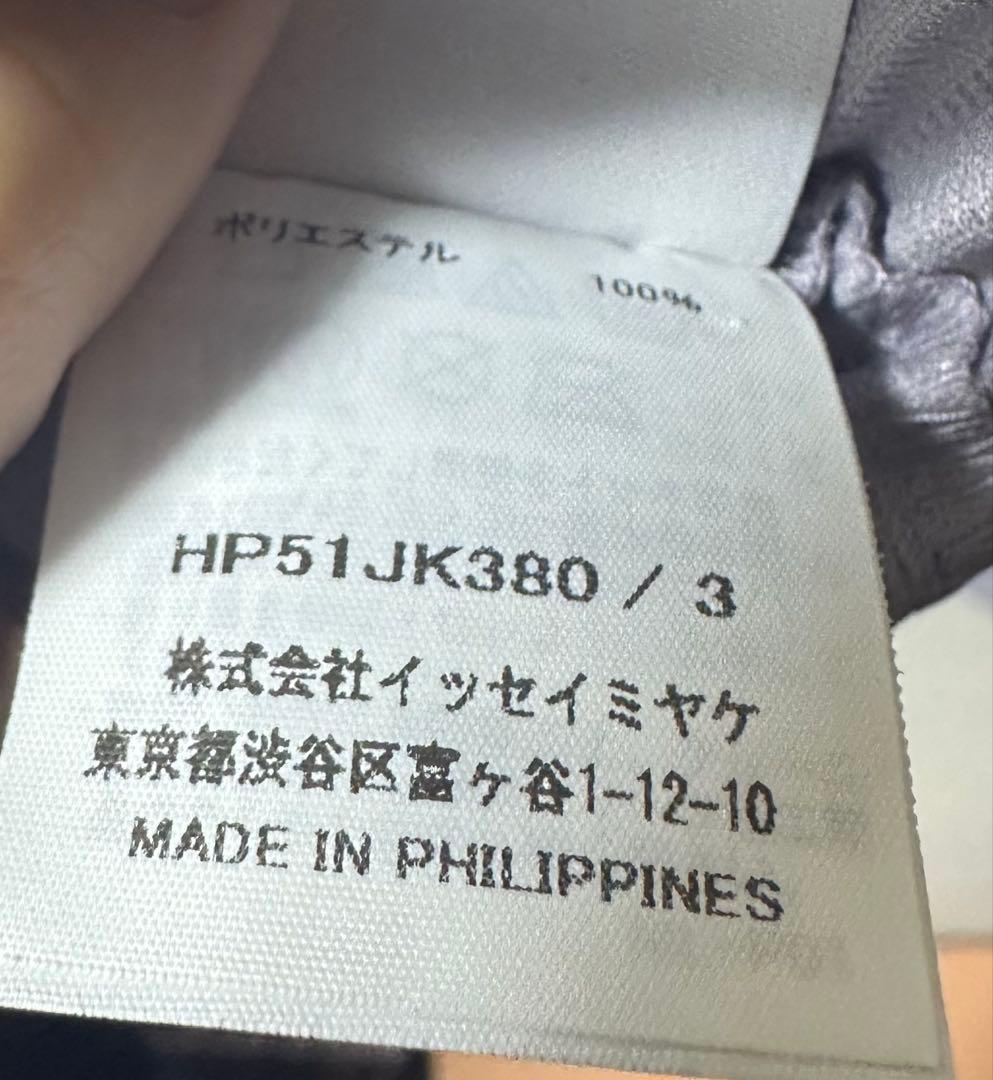 ポリエステル 100%
HP51JK380 / 3
株式会社イッセイミヤケ
東京都渋谷区富ヶ谷1-12-10
MADE IN PHILIPPINES